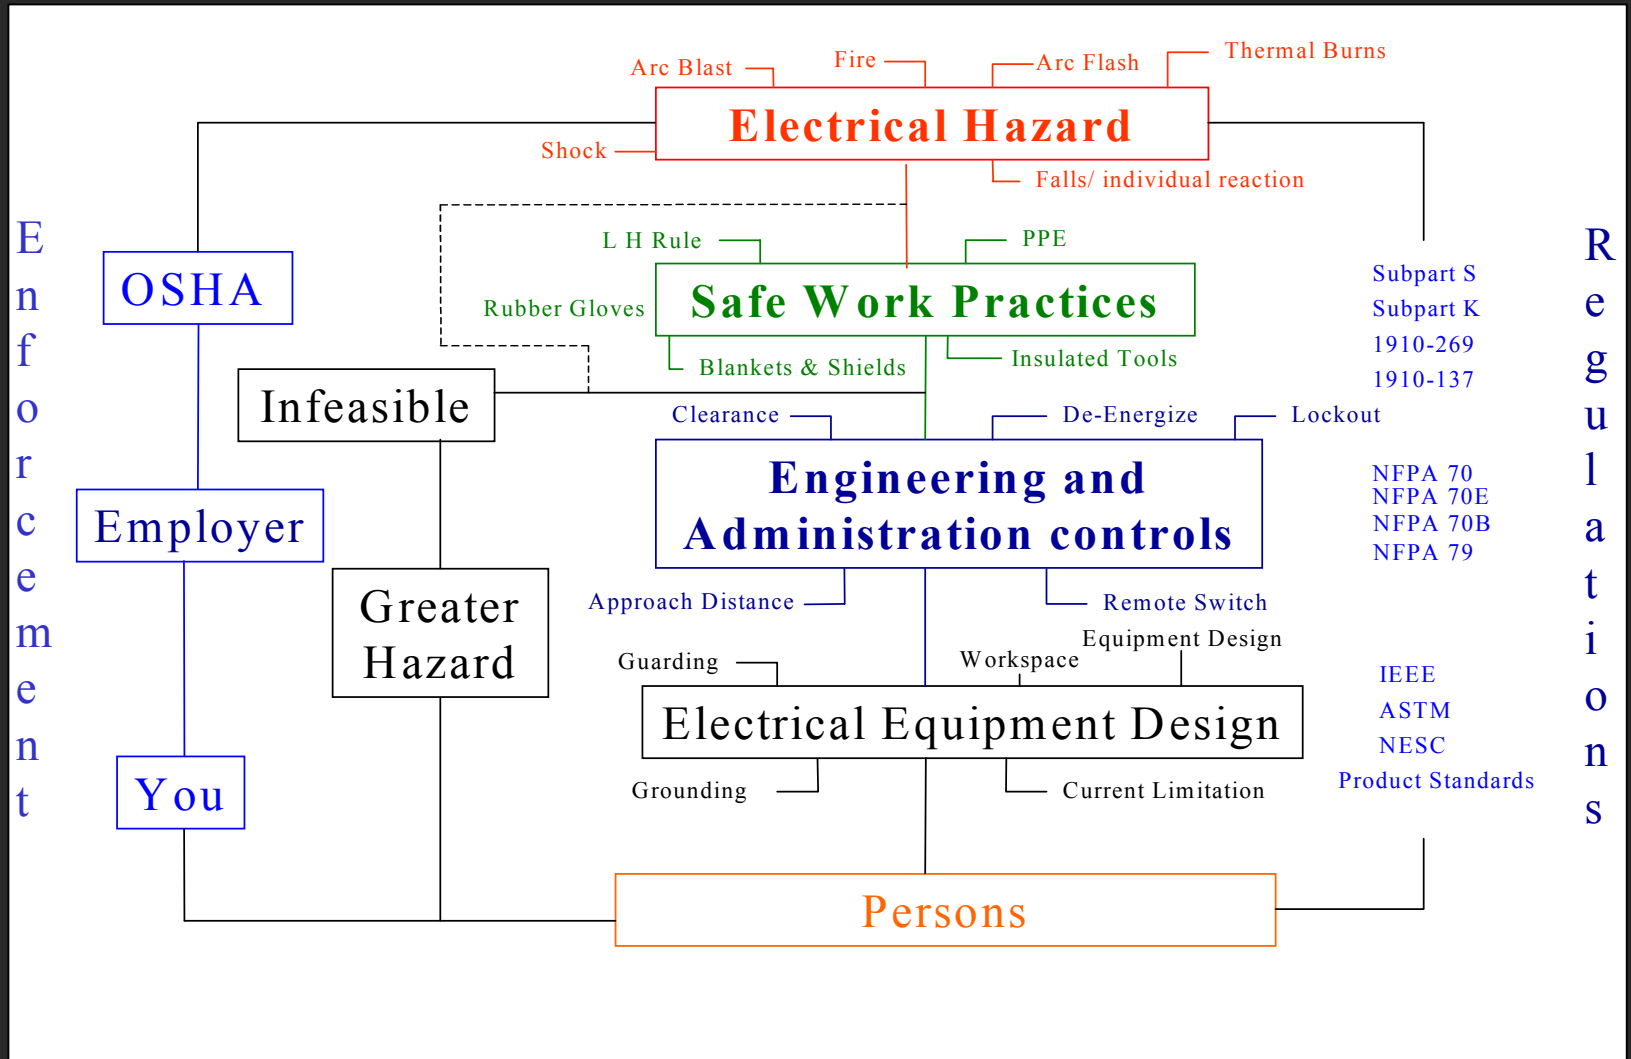 Arc Blast
Fire
Arc Flash
Thermal Burns
Electrical Hazard
Shock
Falls/ individual reaction
Enforcement
Regulations
L H Rule
PPE
OSHA
Rubber Gloves
Safe Work Practices
Blankets & Shields
Insulated Tools
Subpart S
Subpart K
1910-269
1910-137
Infeasible
Clearance
De-Energize
Lockout
Engineering and
Administration controls
NFPA 70
NFPA 70E
NFPA 70B
NFPA 79
Employer
Greater
Hazard
Approach Distance
Remote Switch
Guarding
Workspace
Equipment Design
Electrical Equipment Design
Grounding
Current Limitation
IEEE
ASTM
NESC
Product Standards
You
Persons